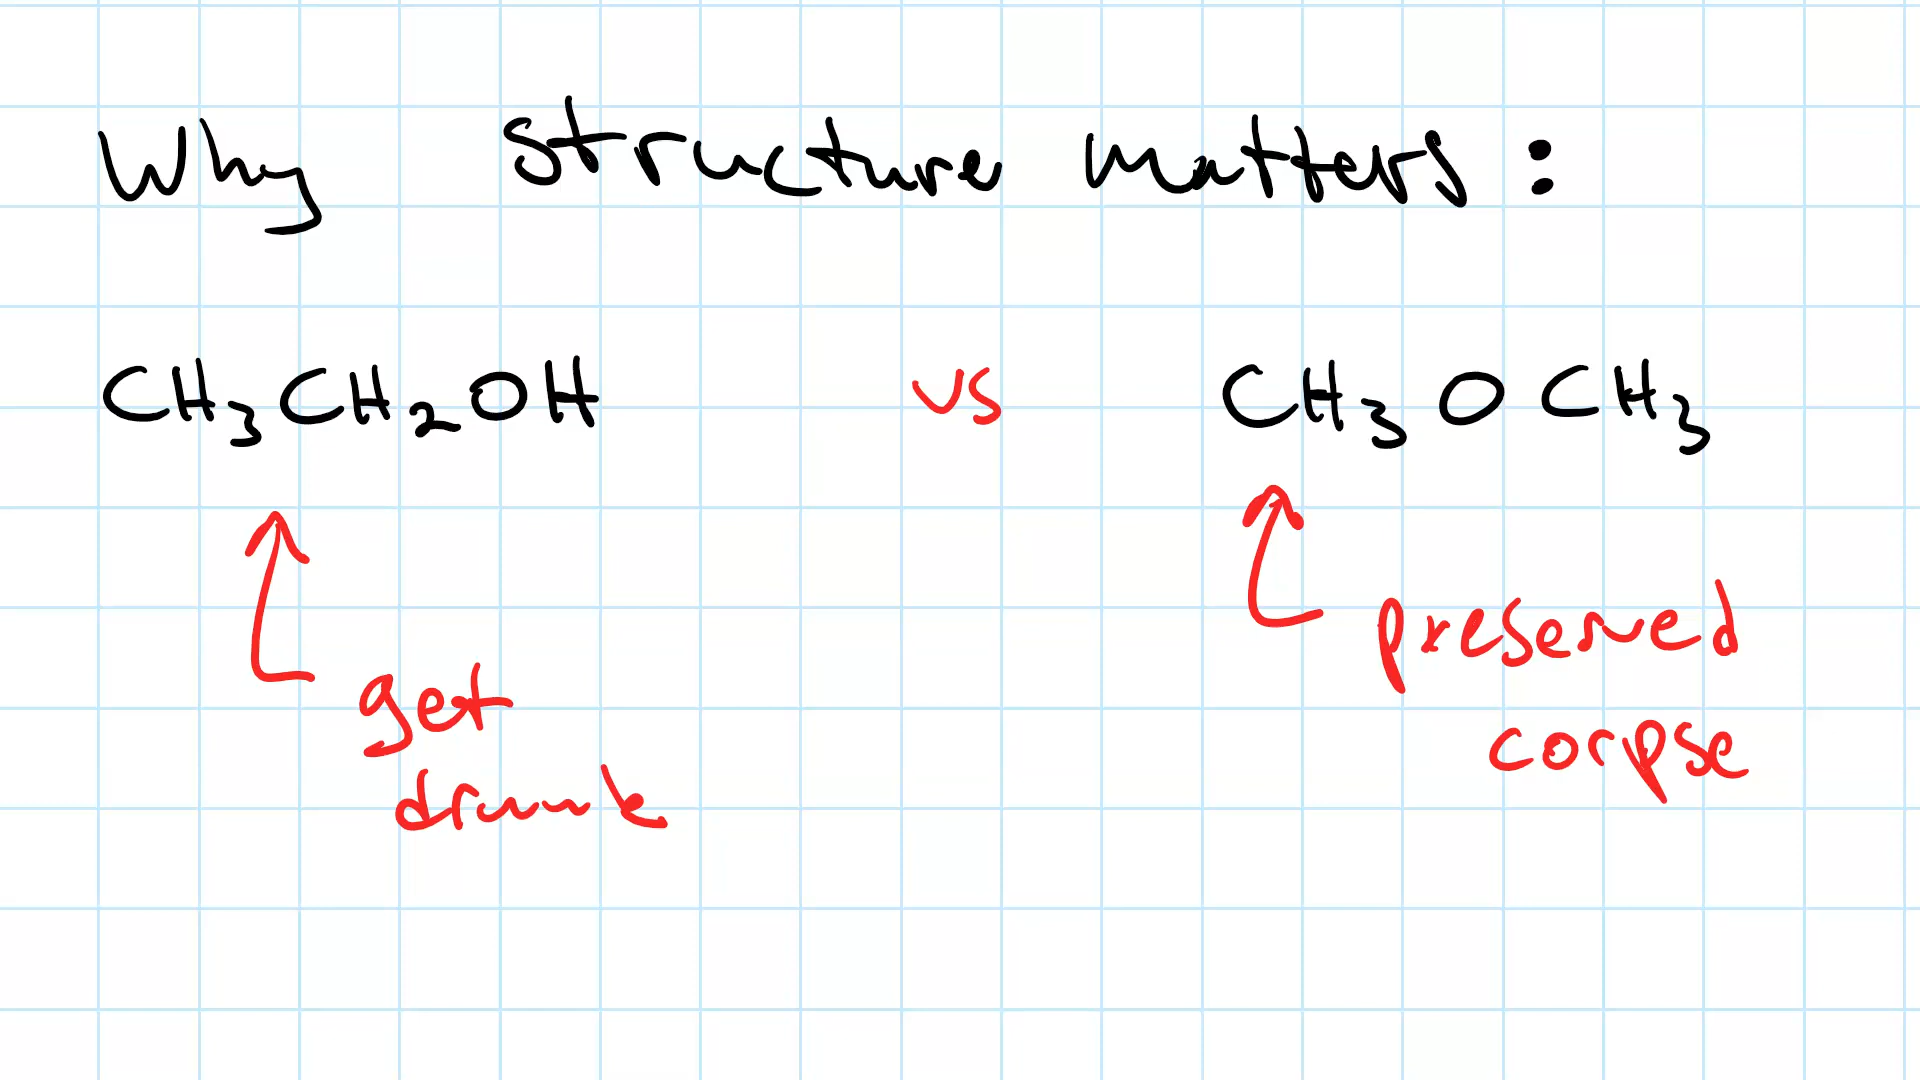 Why structure matters:
CH₃CH₂OH vs CH₃OCH₃
get
drunk
preserved
corpse